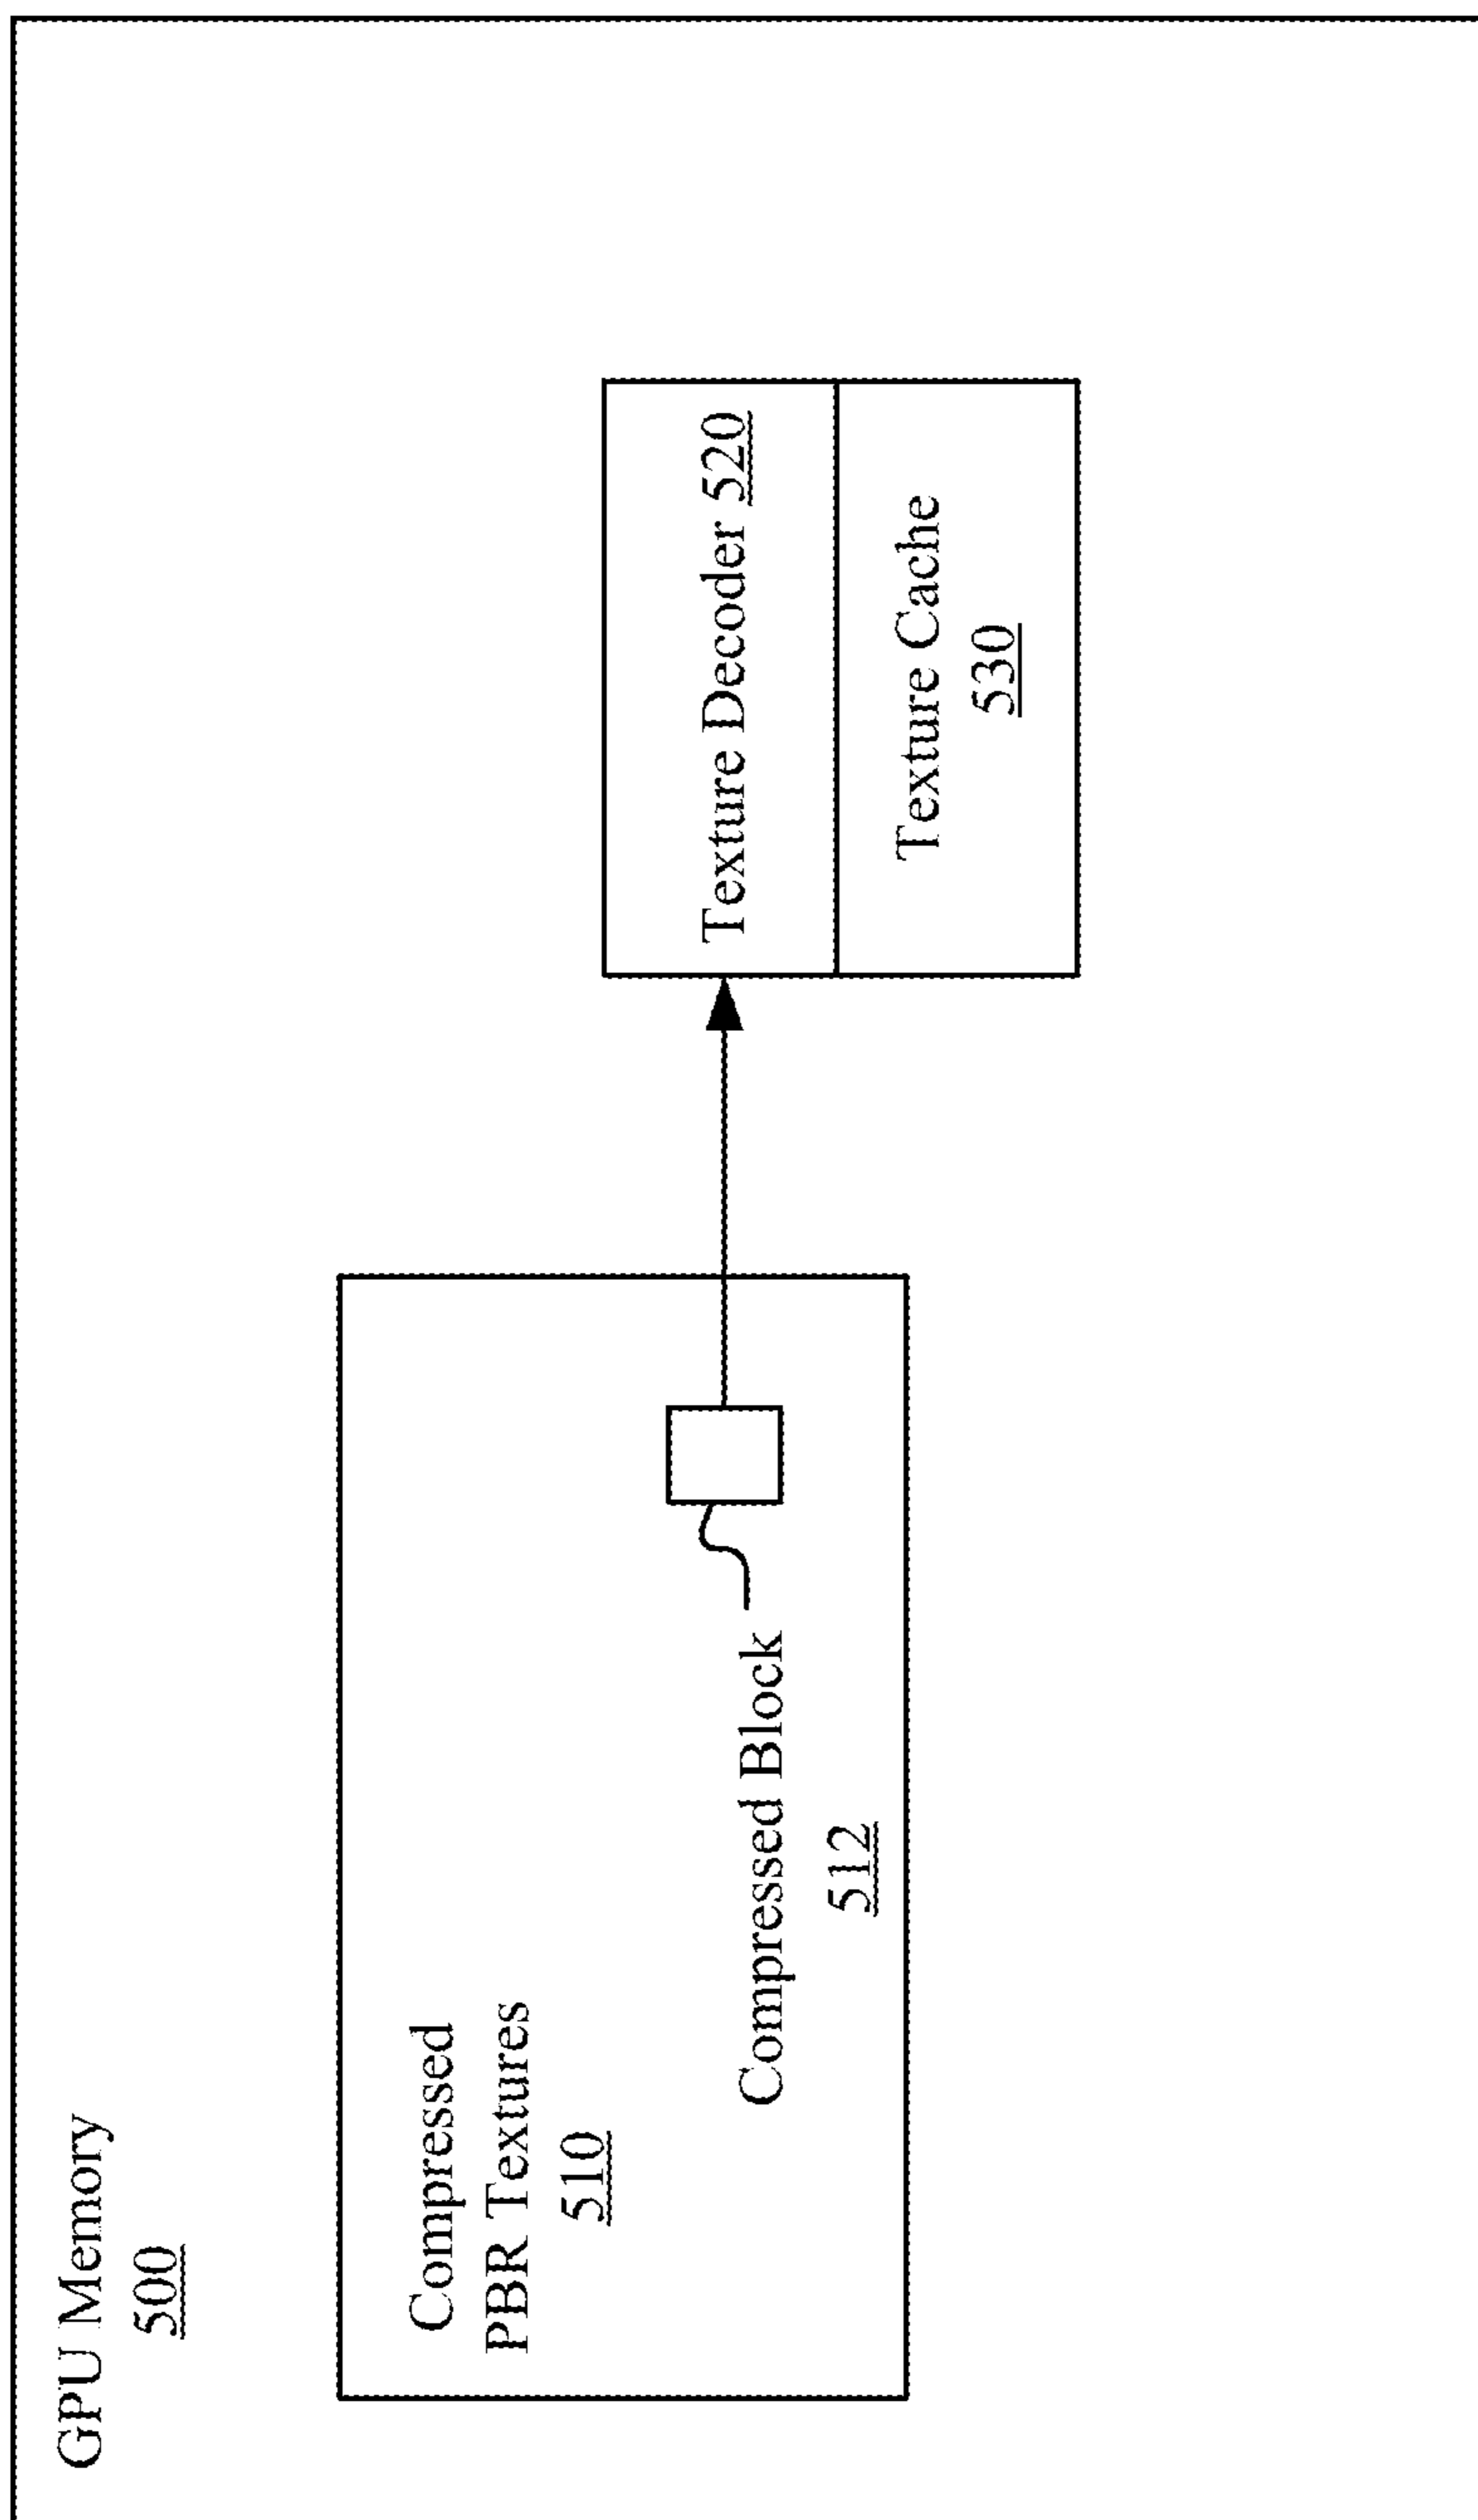 GPU Memory
500
Compressed
PBR Textures
510
Compressed Block
512
Texture Decoder 520
Texture Cache
530